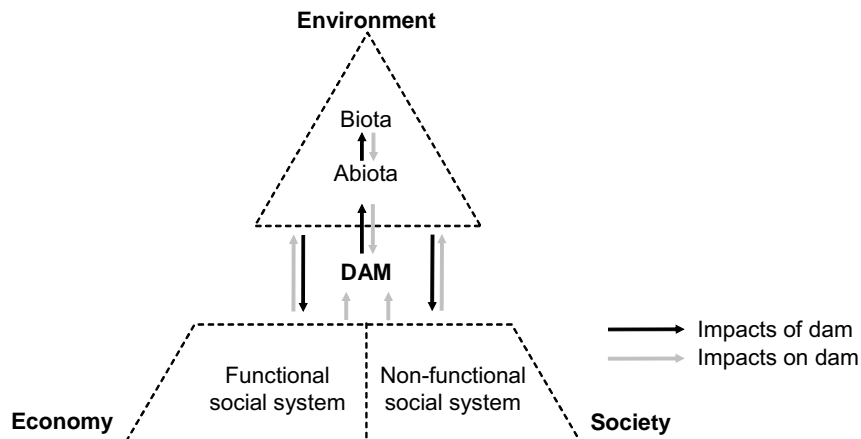 Environment
Biota
Abiota
DAM
Impacts of dam
Impacts on dam
Functional
social system
Non-functional
social system
Economy
Society